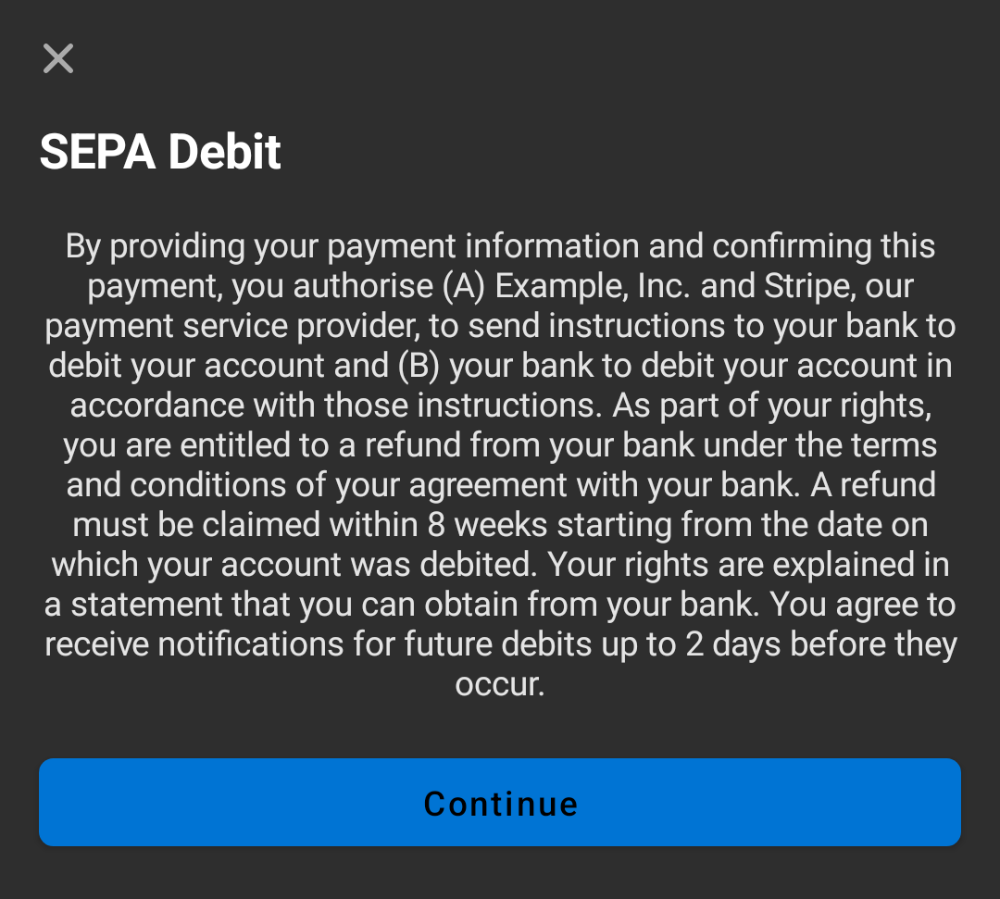 SEPA Debit
By providing your payment information and confirming this
payment, you authorise (A) Example, Inc. and Stripe, our
payment service provider, to send instructions to your bank to
debit your account and (B) your bank to debit your account in
accordance with those instructions. As part of your rights,
you are entitled to a refund from your bank under the terms
and conditions of your agreement with your bank. A refund
must be claimed within 8 weeks starting from the date on
which your account was debited. Your rights are explained in
a statement that you can obtain from your bank. You agree to
receive notifications for future debits up to 2 days before they
occur.
Continue